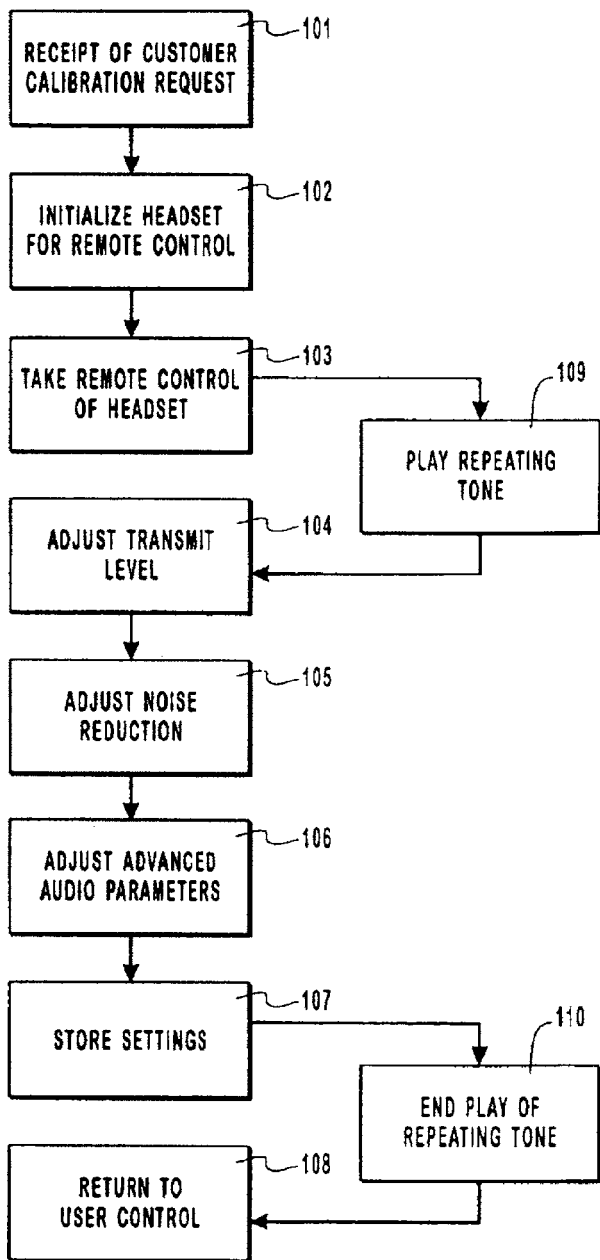 101
RECEIPT OF CUSTOMER
CALIBRATION REQUEST
102
INITIALIZE HEADSET
FOR REMOTE CONTROL
103
TAKE REMOTE CONTROL
OF HEADSET
109
PLAY REPEATING
TONE
104
ADJUST TRANSMIT
LEVEL
105
ADJUST NOISE
REDUCTION
106
ADJUST ADVANCED
AUDIO PARAMETERS
107
STORE SETTINGS
110
END PLAY OF
REPEATING TONE
108
RETURN TO
USER CONTROL